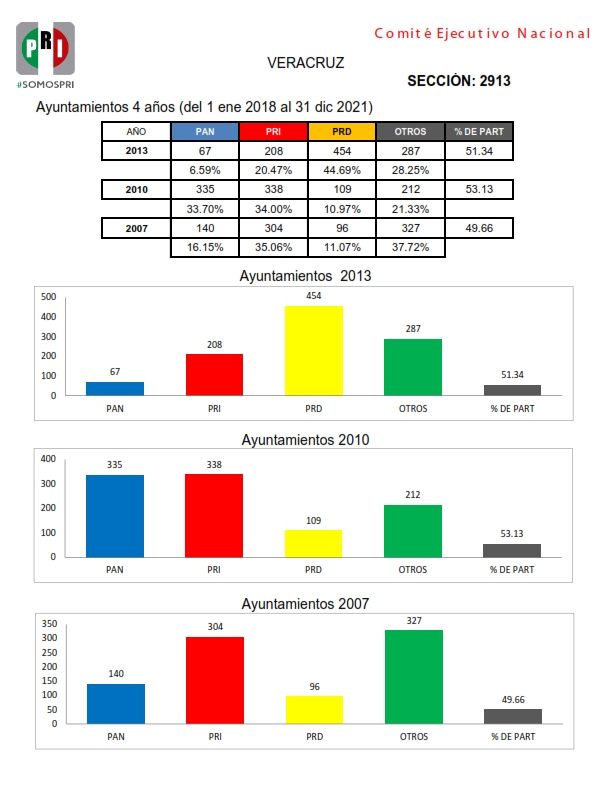 Comité Ejecutivo Nacional
PRI
#SOMOSPRI
VERACRUZ
SECCIÓN: 2913
Ayuntamientos 4 años (del 1 ene 2018 al 31 dic 2021)
AÑO PAN PRI PRD OTROS % DE PART
2013 67 208 454 287 51.34
6.59% 20.47% 44.69% 28.25%
2010 335 338 109 212 53.13
33.70% 34.00% 10.97% 21.33%
2007 140 304 96 327 49.66
16.15% 35.06% 11.07% 37.72%
Ayuntamientos 2013
500
400
300
200
100
0
67 208 454 287 51.34
PAN PRI PRD OTROS % DE PART
Ayuntamientos 2010
400
300
200
100
0
335 338 109 212 53.13
PAN PRI PRD OTROS % DE PART
Ayuntamientos 2007
350
300
250
200
150
100
50
0
140 304 96 327 49.66
PAN PRI PRD OTROS % DE PART